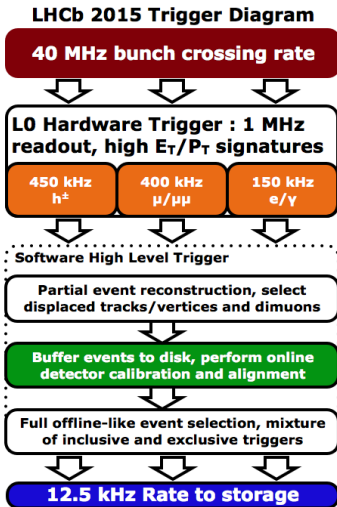 LHCb 2015 Trigger Diagram
40 MHz bunch crossing rate
L0 Hardware Trigger : 1 MHz
readout, high E_T/P_T signatures
450 kHz
h±
400 kHz
µ/µµ
150 kHz
e/γ
Software High Level Trigger
Partial event reconstruction, select
displaced tracks/vertices and dimuons
Buffer events to disk, perform online
detector calibration and alignment
Full offline-like event selection, mixture
of inclusive and exclusive triggers
12.5 kHz Rate to storage